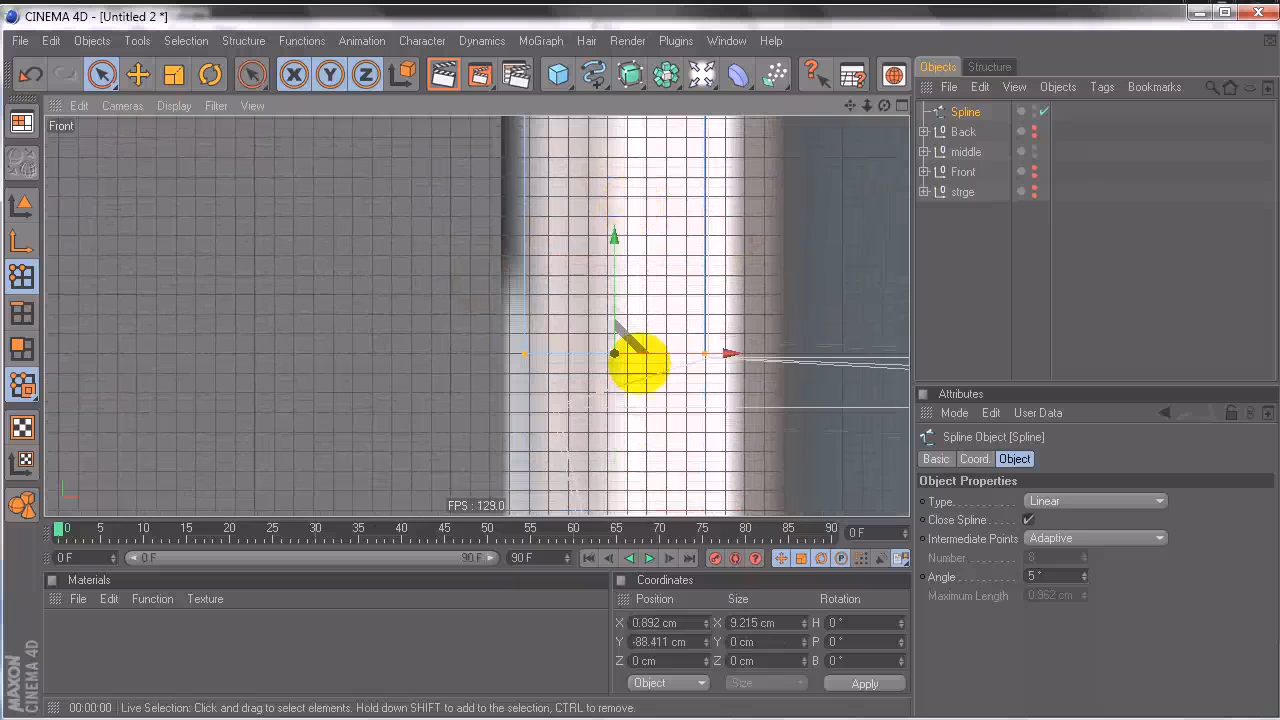 CINEMA 4D - [Untitled 2 *]
File Edit Objects Tools Selection Structure Functions Animation Character Dynamics MoGraph Hair Render Plugins Window Help
Objects Structure
File Edit View Objects Tags Bookmarks
Edit Cameras Display Filter View
Front
Spline
Back
middle
Front
strge
FPS : 129.0
Attributes
Mode Edit User Data
Spline Object [Spline]
Basic Coord. Object
Object Properties
Type Linear
Close Spline
Intermediate Points Adaptive
Number 8
Angle 5 °
Maximum Length 0.962 cm
0 5 10 15 20 25 30 35 40 45 50 55 60 65 70 75 80 85 90 0 F
0 F 0 F 90 F 90 F
Materials
File Edit Function Texture
Coordinates
Position Size Rotation
X 0.892 cm X 9.215 cm H 0 °
Y -88.411 cm Y 0 cm P 0 °
Z 0 cm Z 0 cm B 0 °
Object Size Apply
MAXON CINEMA 4D
00:00:00 Live Selection: Click and drag to select elements. Hold down SHIFT to add to the selection, CTRL to remove.